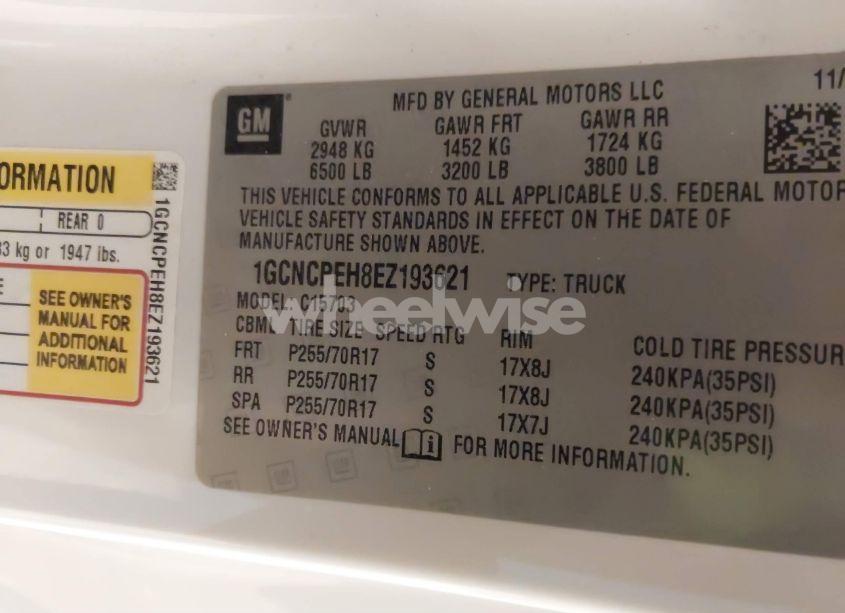 ORMATION
REAR 0
33 kg or 1947 lbs.
SEE OWNER'S
MANUAL FOR
ADDITIONAL
INFORMATION
1GCNCPEH8EZ193621
GM
MFD BY GENERAL MOTORS LLC
11/
GVWR GAWR FRT GAWR RR
2948 KG 1452 KG 1724 KG
6500 LB 3200 LB 3800 LB
THIS VEHICLE CONFORMS TO ALL APPLICABLE U.S. FEDERAL MOTOR
VEHICLE SAFETY STANDARDS IN EFFECT ON THE DATE OF
MANUFACTURE SHOWN ABOVE.
1GCNCPEH8EZ193621 TYPE: TRUCK
MODEL: C15703
wheelwise
CBML TIRE SIZE SPEED RTG RIM COLD TIRE PRESSUR
FRT P255/70R17 S 17X8J 240KPA(35PSI)
RR P255/70R17 S 17X8J 240KPA(35PSI)
SPA P255/70R17 S 17X7J 240KPA(35PSI)
SEE OWNER'S MANUAL FOR MORE INFORMATION.